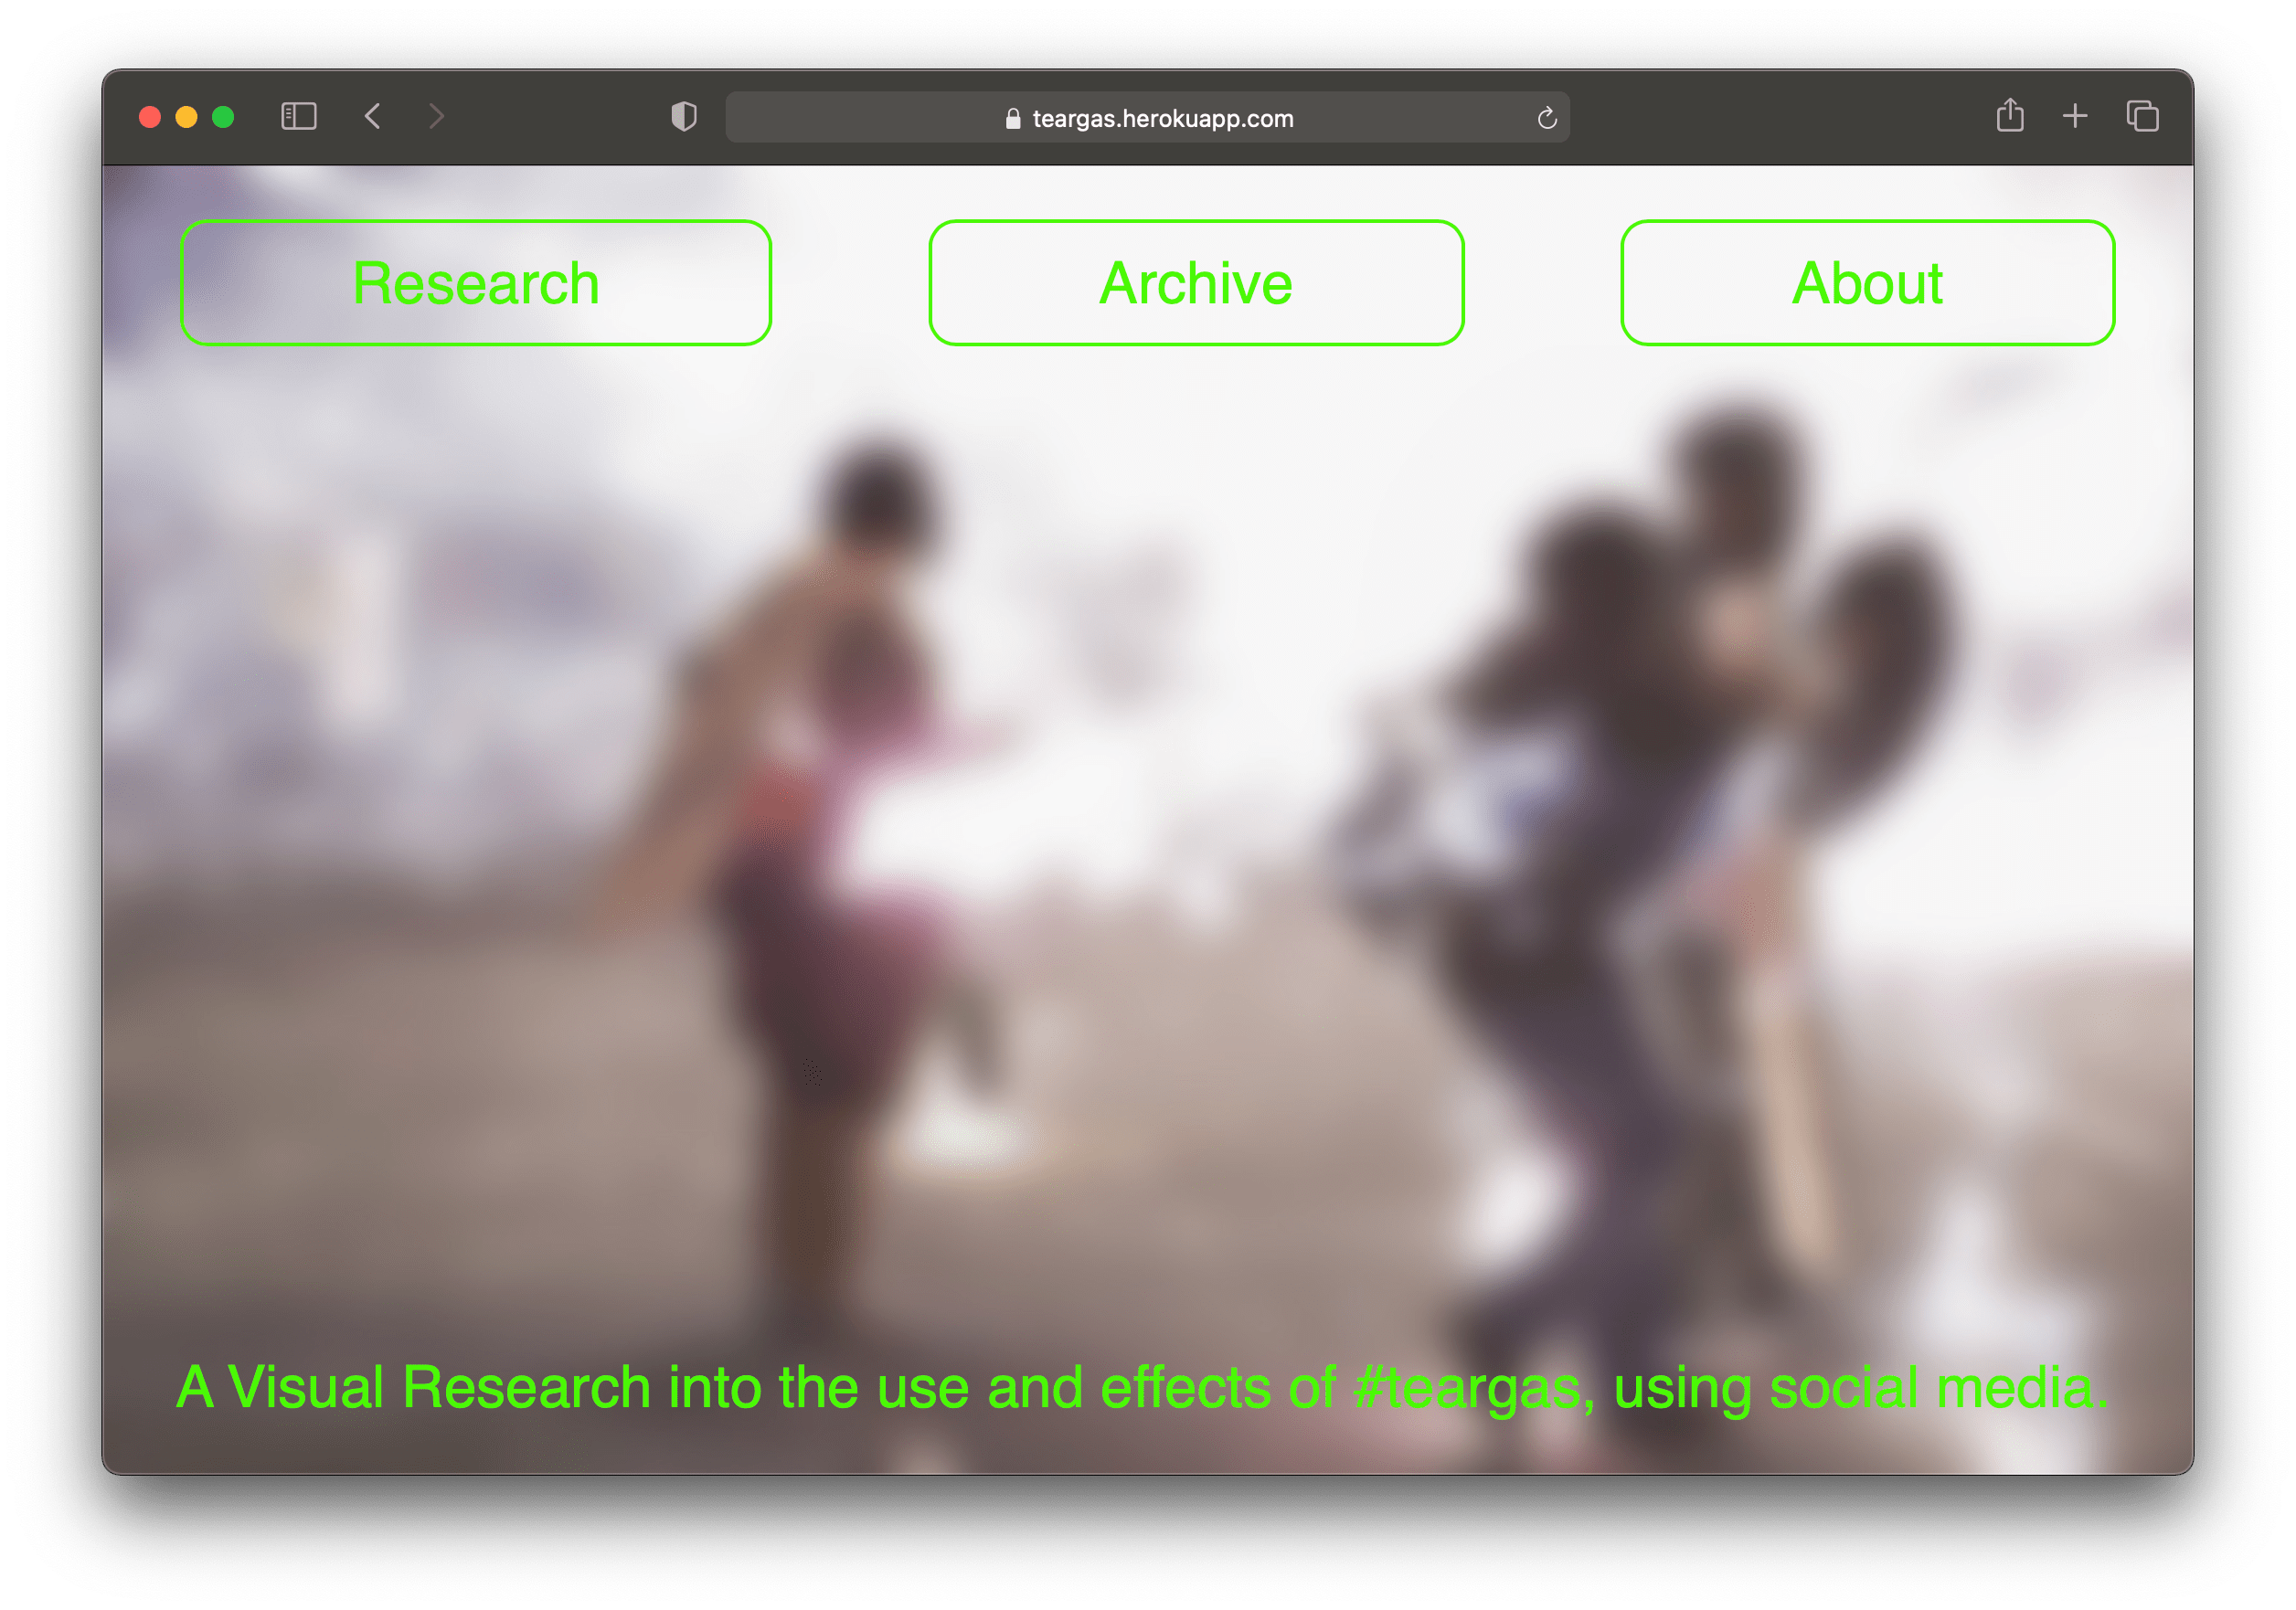 teargas.herokuapp.com
Research
Archive
About
A Visual Research into the use and effects of #teargas, using social media.